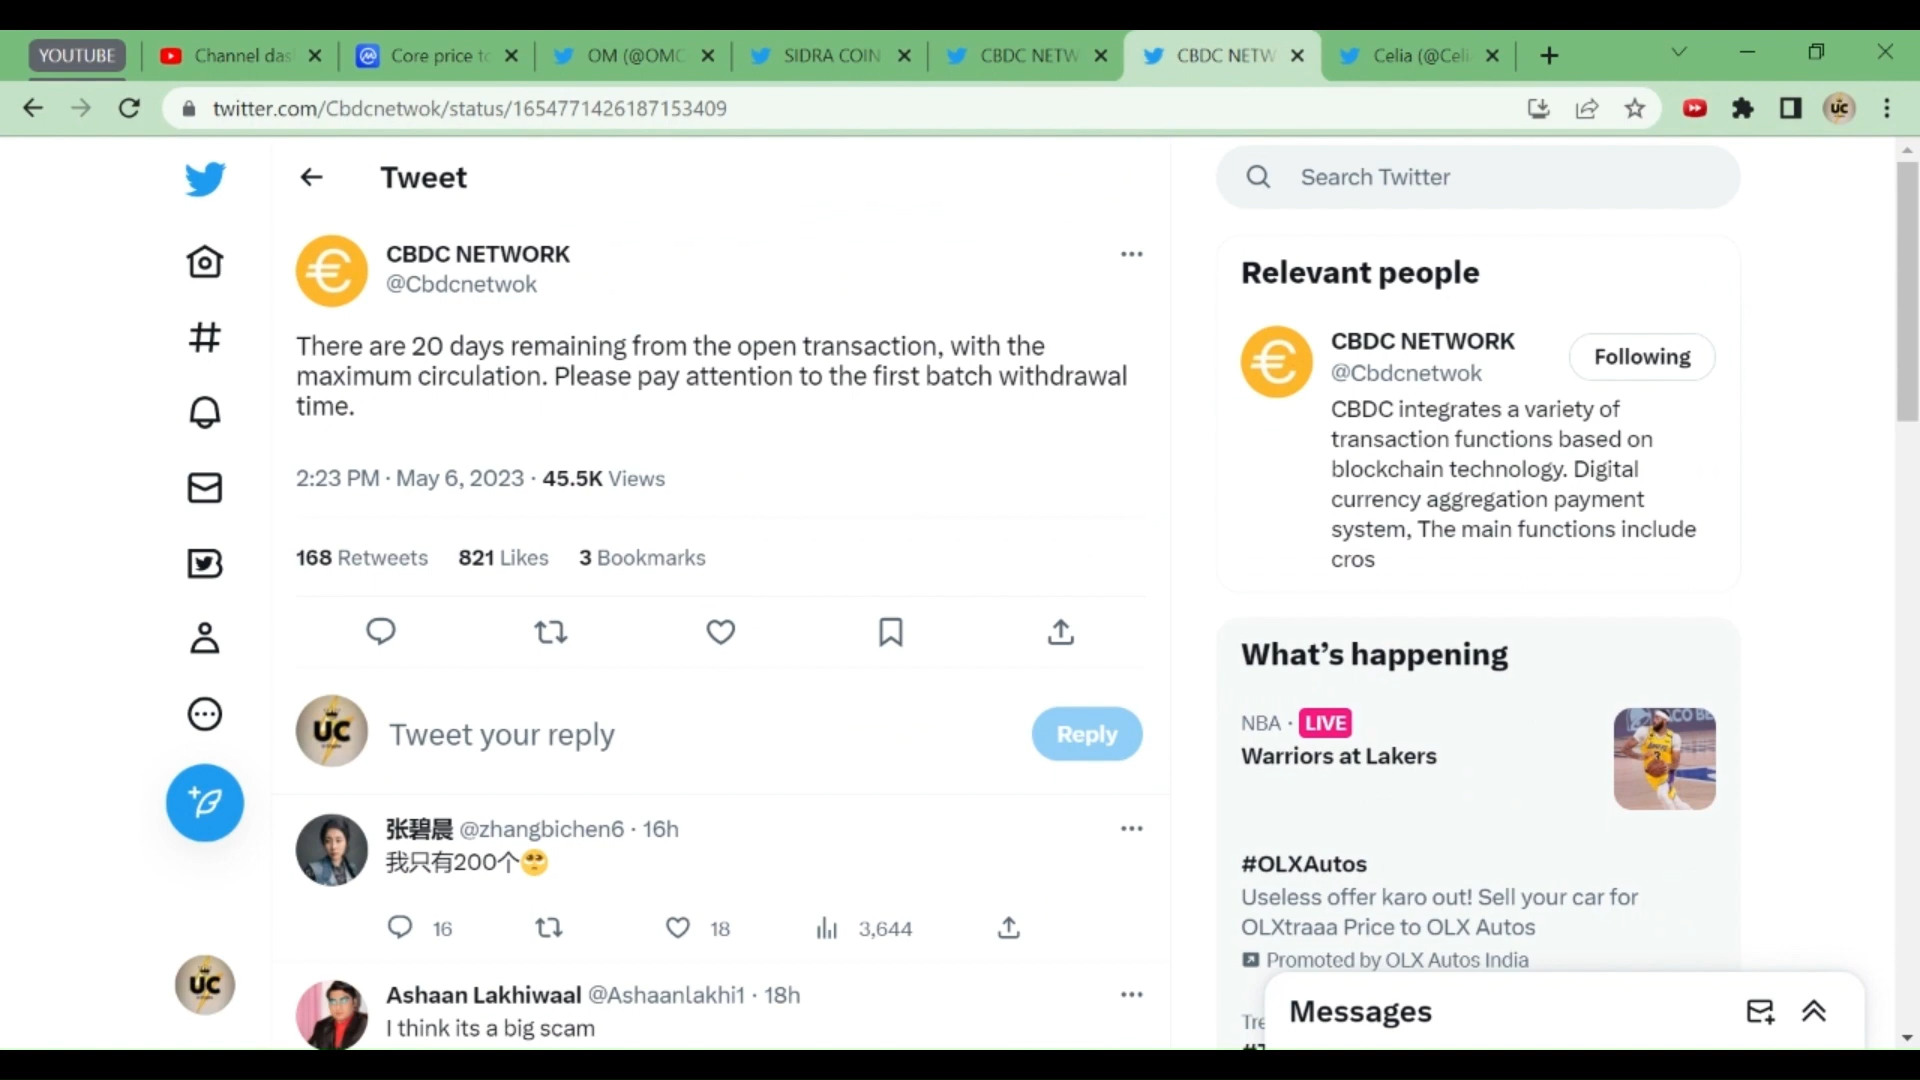 YOUTUBE
Channel das
Core price to
OM (@OMC
SIDRA COIN
CBDC NETW
CBDC NETW
Celia (@Celi
twitter.com/Cbdcnetwok/status/1654771426187153409
UC
Tweet
Search Twitter
CBDC NETWORK
@Cbdcnetwok
There are 20 days remaining from the open transaction, with the
maximum circulation. Please pay attention to the first batch withdrawal
time.
2:23 PM · May 6, 2023 · 45.5K Views
168 Retweets 821 Likes 3 Bookmarks
UC
Tweet your reply
Reply
张碧晨 @zhangbichen6 · 16h
我只有200个🥺
16 18 3,644
UC
Ashaan Lakhiwaal @Ashaanlakhi1 · 18h
I think its a big scam
Relevant people
CBDC NETWORK
@Cbdcnetwok
Following
CBDC integrates a variety of
transaction functions based on
blockchain technology. Digital
currency aggregation payment
system, The main functions include
cros
What's happening
NBA · LIVE
Warriors at Lakers
#OLXAutos
Useless offer karo out! Sell your car for
OLXtraaa Price to OLX Autos
Promoted by OLX Autos India
Messages